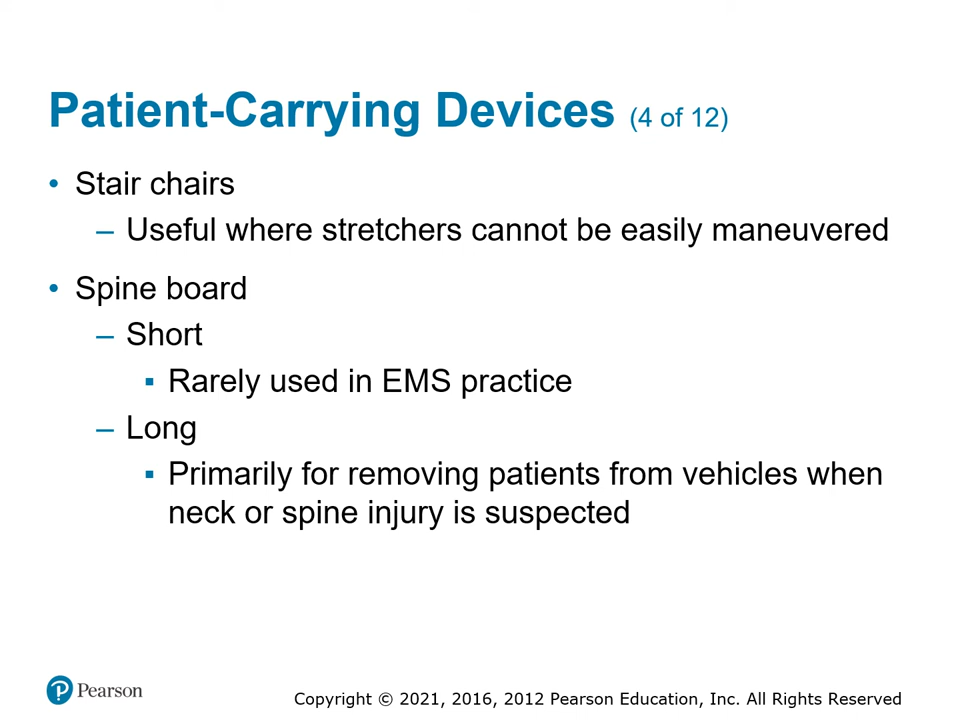 Patient-Carrying Devices (4 of 12)
• Stair chairs
– Useful where stretchers cannot be easily maneuvered
• Spine board
– Short
▪ Rarely used in EMS practice
– Long
▪ Primarily for removing patients from vehicles when
neck or spine injury is suspected
Pearson
Copyright © 2021, 2016, 2012 Pearson Education, Inc. All Rights Reserved